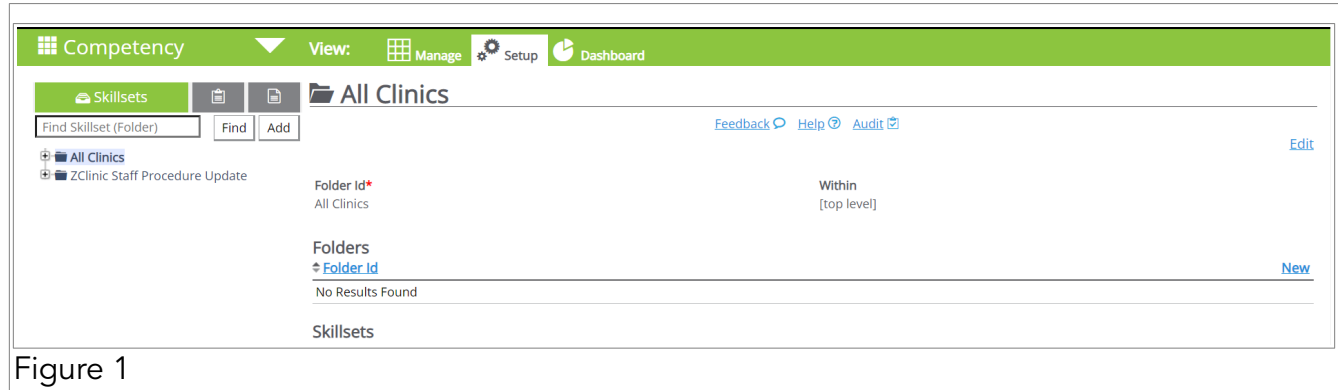 Competency View: Manage Setup Dashboard
Skillsets All Clinics
Feedback Help Audit
Find Skillset (Folder) Find Add
Edit
All Clinics
ZClinic Staff Procedure Update
Folder Id* Within
All Clinics [top level]
Folders
Folder Id New
No Results Found
Skillsets
Figure 1